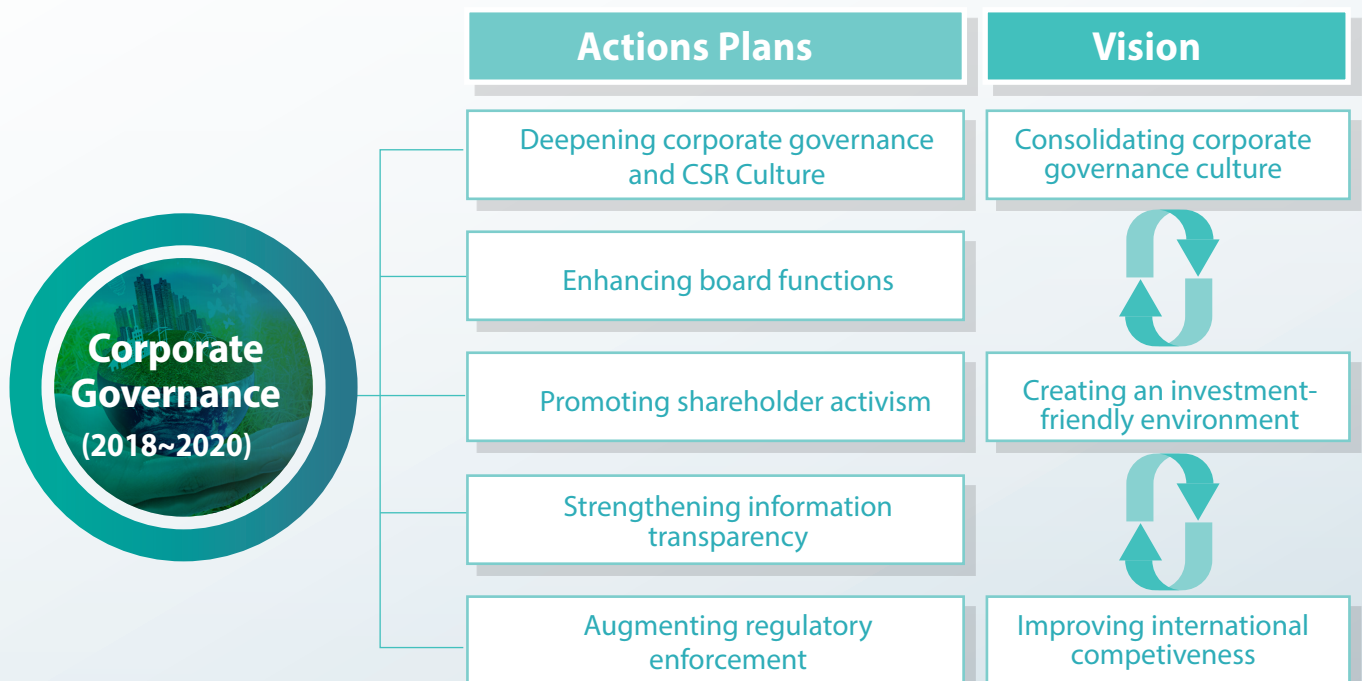 Actions Plans
Vision
Corporate
Governance
(2018~2020)
Deepening corporate governance
and CSR Culture
Enhancing board functions
Promoting shareholder activism
Strengthening information
transparency
Augmenting regulatory
enforcement
Consolidating corporate
governance culture
Creating an investment-
friendly environment
Improving international
competiveness